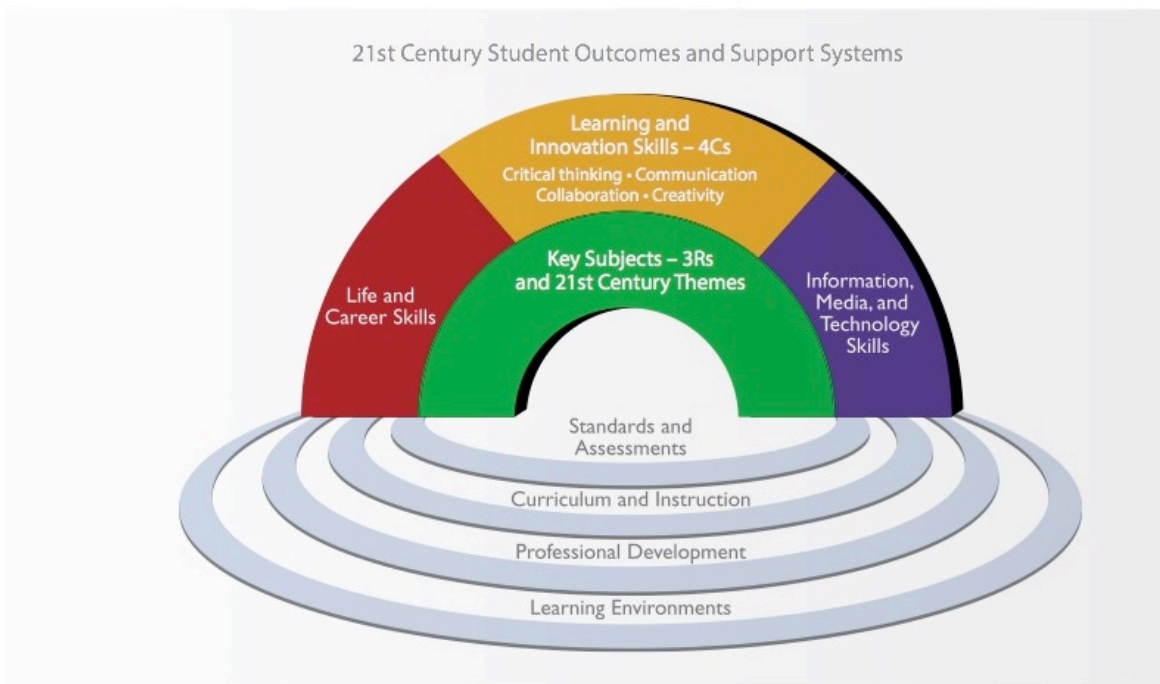 21st Century Student Outcomes and Support Systems
Learning and
Innovation Skills – 4Cs
Critical thinking • Communication
Collaboration • Creativity
Key Subjects – 3Rs
and 21st Century Themes
Life and
Career Skills
Information,
Media, and
Technology
Skills
Standards and
Assessments
Curriculum and Instruction
Professional Development
Learning Environments